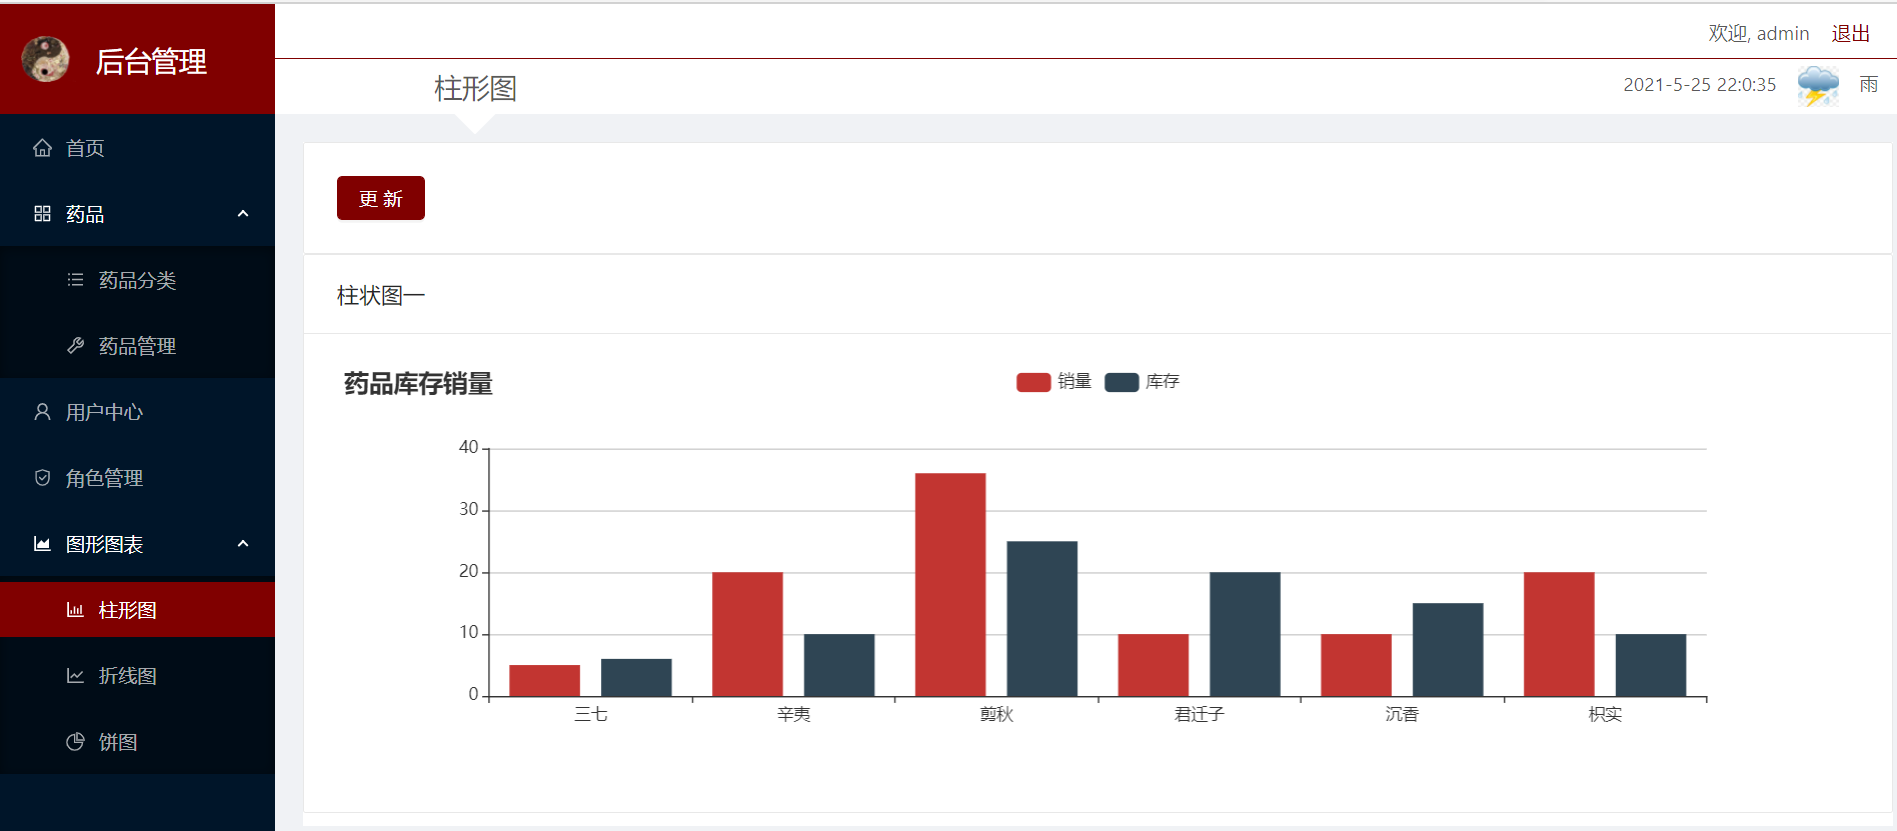 后台管理
首页
药品
药品分类
药品管理
用户中心
角色管理
图形图表
柱形图
折线图
饼图
欢迎, admin 退出
柱形图
2021-5-25 22:0:35 雨
更 新
柱状图一
药品库存销量
销量 库存
40
30
20
10
0
三七 辛夷 剪秋 君迁子 沉香 枳实